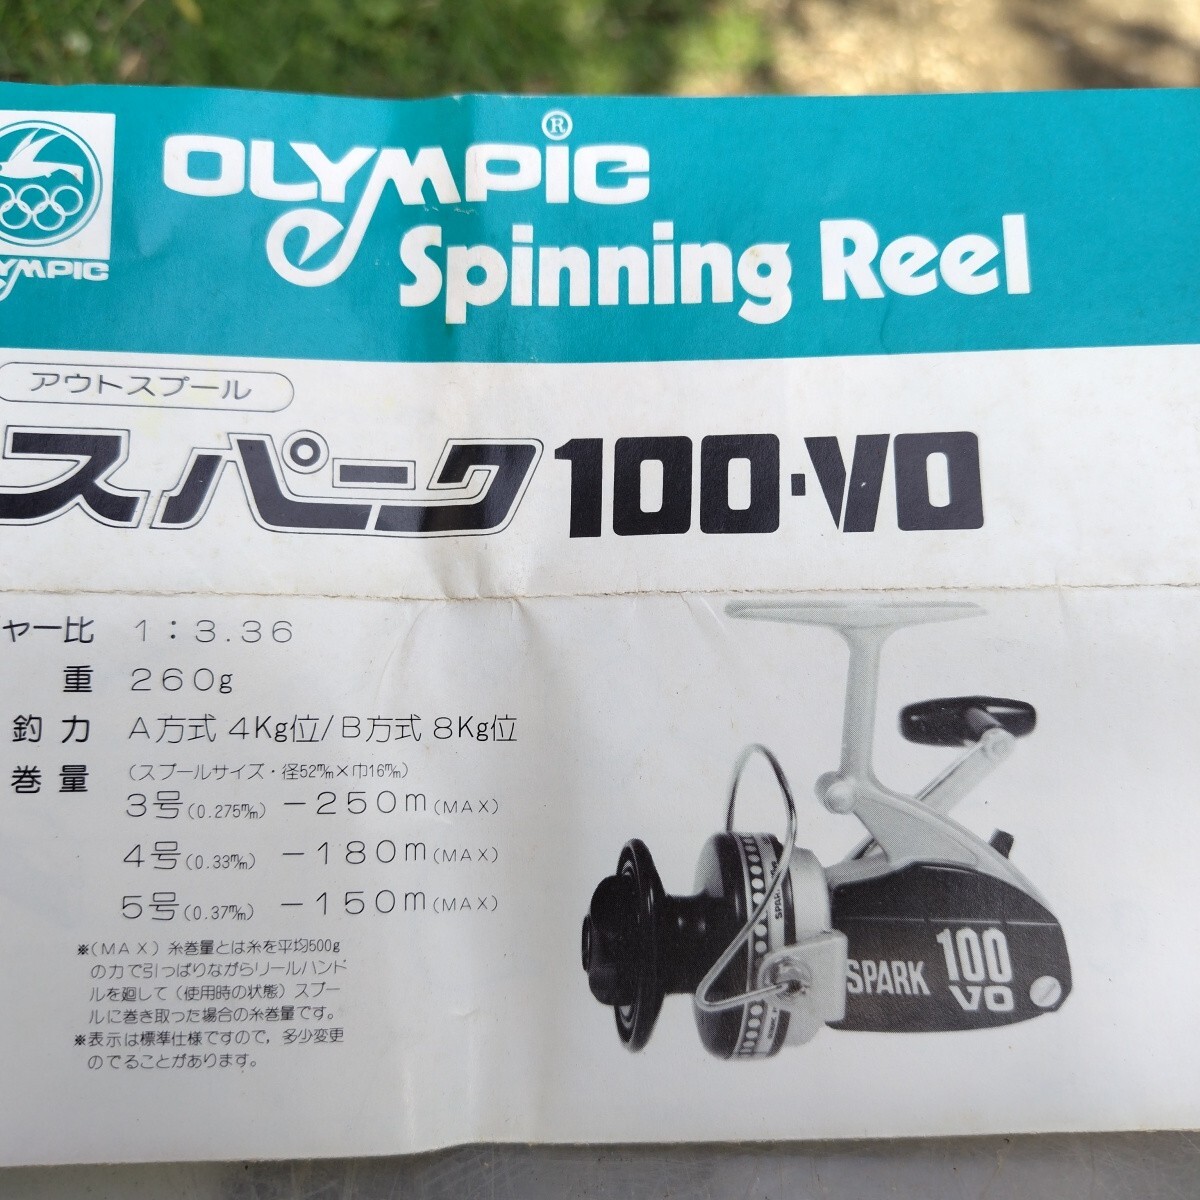 OLYMPIC®
Spinning Reel
YMPIC
アウトスプール
スパーク100·VO
ャー比 1：3.36
重 260g
釣力 A方式 4Kg位/B方式 8Kg位
巻量 (スプールサイズ・径52㎜×巾16㎜)
3号(0.275㎜) −250m(MAX)
4号(0.33㎜) −180m(MAX)
5号(0.37㎜) −150m(MAX)
※(MAX)糸巻量とは糸を平均500g
の力で引っぱりながらリールハンド
ルを廻して(使用時の状態)スプー
ルに巻き取った場合の糸巻量です。
※表示は標準仕様ですので，多少変更
のでることがあります。
SPARK 100
VO